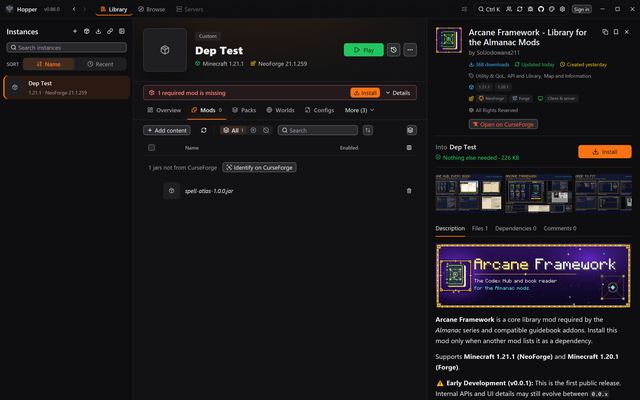 Hopper v0.86.0 Library Browse Servers Ctrl K Sign in
Instances
Search instances
SORT Name Recent
Dep Test
1.21.1 · NeoForge 21.1.259
Custom
Dep Test
Minecraft 1.21.1 NeoForge 21.1.259
Play
1 required mod is missing Install Details
Overview Mods 0 Packs Worlds Configs More (3)
Add content All 1 Search
Name Enabled
1 jars not from CurseForge Identify on CurseForge
spell-atlas-1.0.0.jar
Arcane Framework - Library for the Almanac Mods
by Soldodowana211
368 downloads Updated today Created yesterday
Utility & QoL, API and Library, Map and Information
1.21.1 1.20.1
NeoForge Forge Client & server
All Rights Reserved
Open on CurseForge
Into Dep Test
Nothing else needed · 226 KB
Install
Description Files 1 Dependencies 0 Comments 0
Arcane Framework
The Codex Hub and book reader
for the Almanac mods.
Arcane Framework is a core library mod required by the
Almanac series and compatible guidebook addons. Install this
mod only when another mod lists it as a dependency.
Supports Minecraft 1.21.1 (NeoForge) and Minecraft 1.20.1
(Forge).
Early Development (v0.0.1): This is the first public release.
Internal APIs and UI details may still evolve between 0.0.x